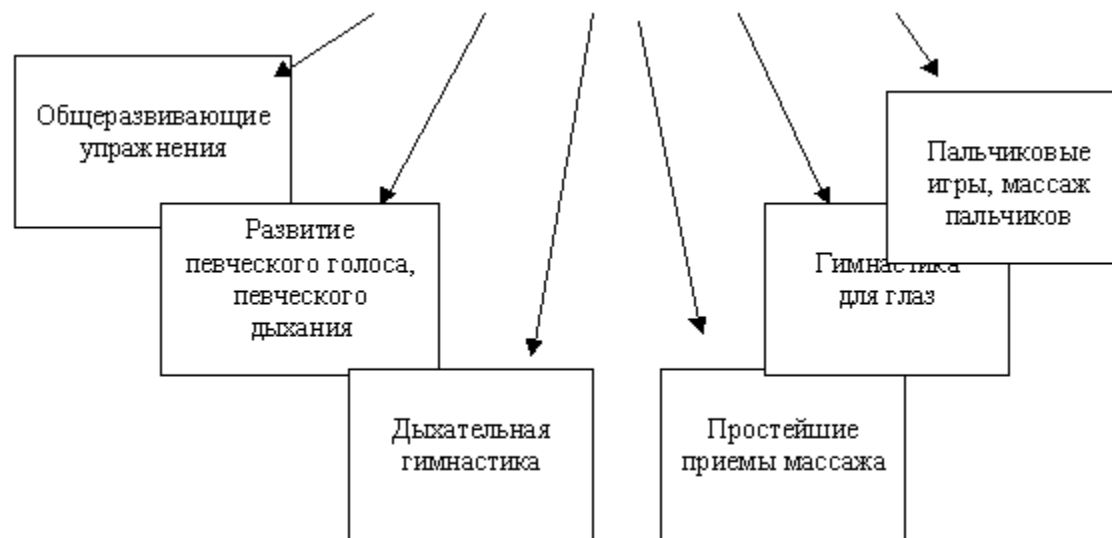 Общеразвивающие
упражнения
Развитие
певческого голоса,
певческого
дыхания
Дыхательная
гимнастика
Простейшие
приемы массажа
Гимнастика
для глаз
Пальчиковые
игры, массаж
пальчиков